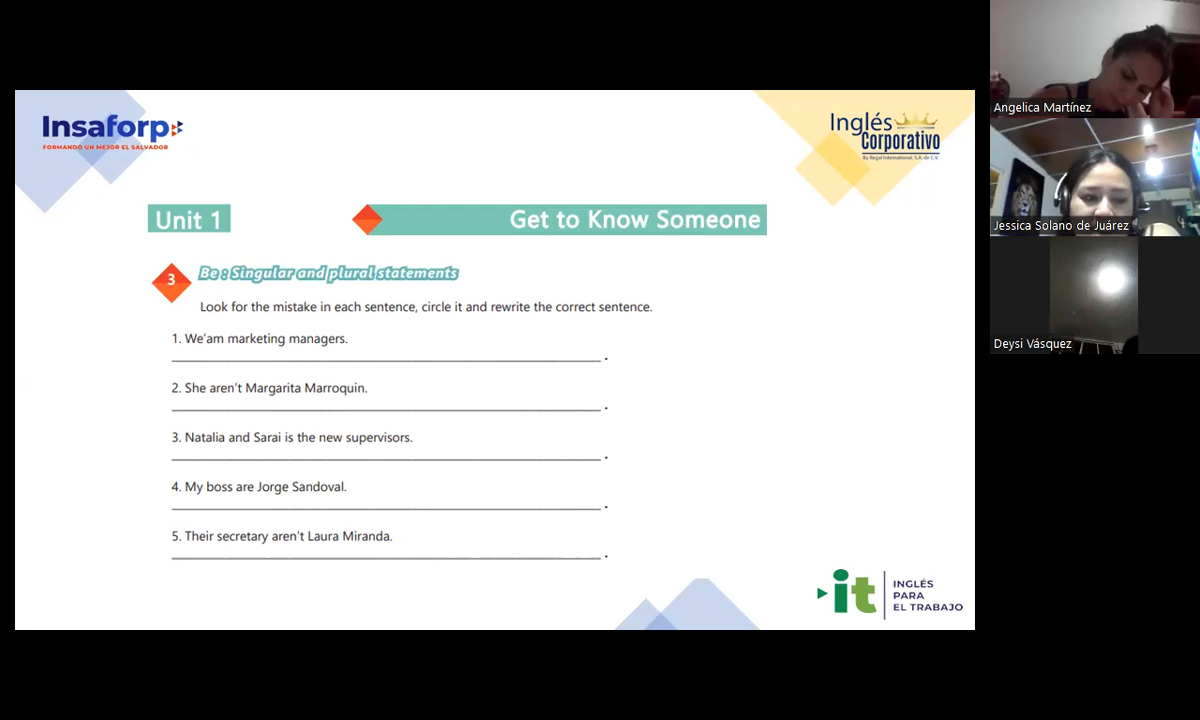 Insaforp
FORMANDO UN MEJOR EL SALVADOR
Inglés
Corporativo
By Regal International, S.A. de C.V.
Unit 1
Get to Know Someone
3
Be : Singular and plural statements
Look for the mistake in each sentence, circle it and rewrite the correct sentence.
1. We'am marketing managers.
2. She aren't Margarita Marroquin.
3. Natalia and Sarai is the new supervisors.
4. My boss are Jorge Sandoval.
5. Their secretary aren't Laura Miranda.
it
INGLÉS
PARA
EL TRABAJO
Angelica Martínez
Jessica Solano de Juárez
Deysi Vásquez